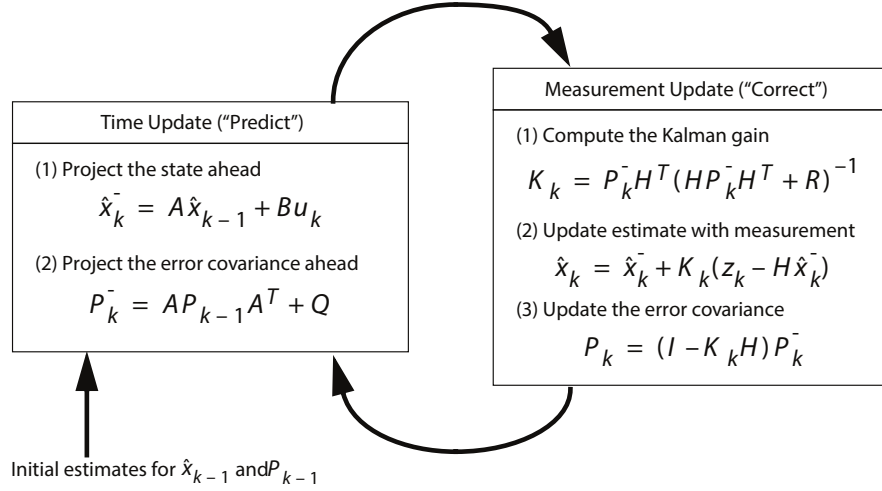 Time Update (“Predict”)
(1) Project the state ahead
x̂⁻ₖ = Ax̂ₖ₋₁ + Buₖ
(2) Project the error covariance ahead
P⁻ₖ = APₖ₋₁Aᵀ + Q
Initial estimates for x̂ₖ₋₁ andPₖ₋₁
Measurement Update (“Correct”)
(1) Compute the Kalman gain
Kₖ = P⁻ₖHᵀ(HP⁻ₖHᵀ + R)⁻¹
(2) Update estimate with measurement
x̂ₖ = x̂⁻ₖ + Kₖ(zₖ – Hx̂⁻ₖ)
(3) Update the error covariance
Pₖ = (I – KₖH)P⁻ₖ